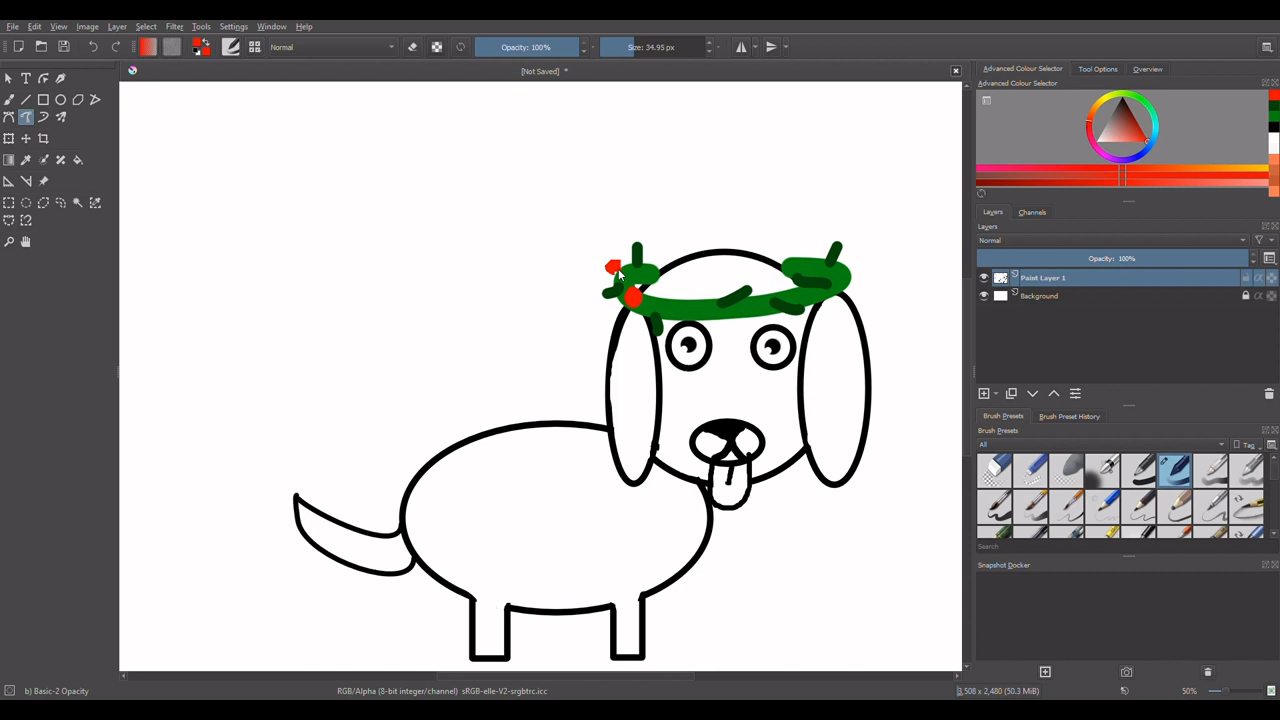 File Edit View Image Layer Select Filter Tools Settings Window Help
Normal Opacity: 100% Size: 34.95 px
[Not Saved] *
Advanced Colour Selector Tool Options Overview
Advanced Colour Selector
Layers Channels
Layers
Normal
Opacity: 100%
Paint Layer 1
Background
Brush Presets Brush Preset History
Brush Presets
All Tag
Search
Snapshot Docker
b) Basic-2 Opacity RGB/Alpha (8-bit integer/channel) sRGB-elle-V2-srgbtrc.icc 3,508 x 2,480 (50.3 MiB) 50%